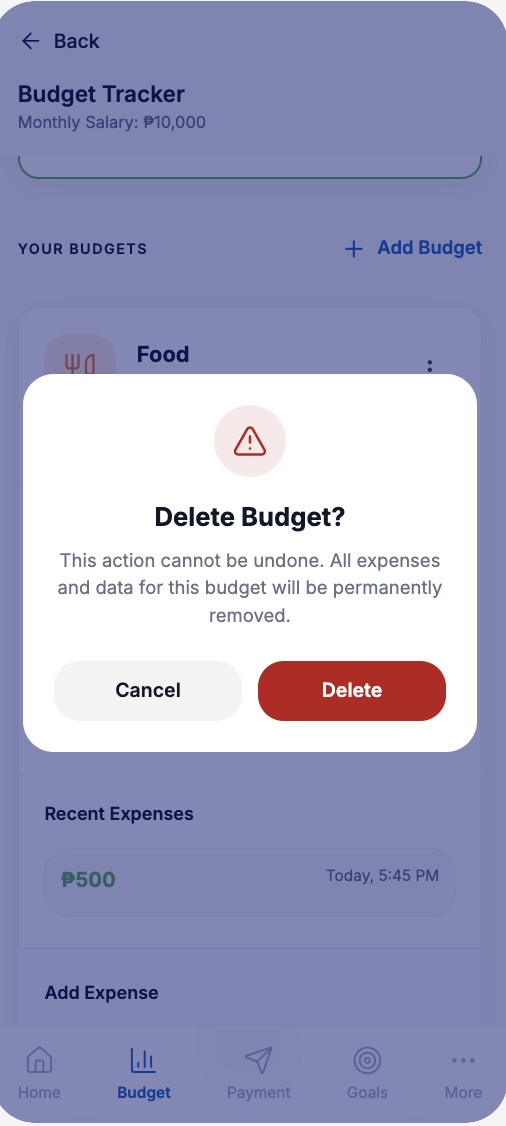 Back
Budget Tracker
Monthly Salary: ₱10,000
YOUR BUDGETS
Add Budget
Food
Delete Budget?
This action cannot be undone. All expenses
and data for this budget will be permanently
removed.
Cancel
Delete
Recent Expenses
₱500
Today, 5:45 PM
Add Expense
Home
Budget
Payment
Goals
More